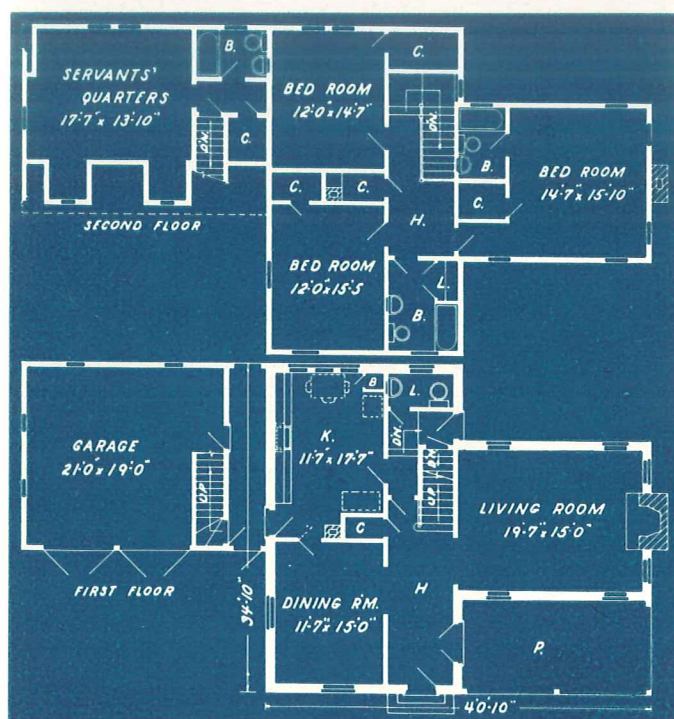 SERVANTS'
QUARTERS
17'-7" x 13'-10"
B.
DN.
C.
BED ROOM
12'-0" x 14'-7"
C.
DN.
B.
C.
BED ROOM
14'-7" x 15'-10"
C.
C.
H.
BED ROOM
12'-0" x 15'-5
L.
B.
SECOND FLOOR
GARAGE
21'-0" x 19'-0"
UP
FIRST FLOOR
34'-10"
B
L.
K.
11'-7" x 17'-7"
DN.
DN.
UP
C
LIVING ROOM
19'-7" x 15'-0"
DINING R'M.
11'-7" x 15'-0"
H
P.
40'-10"